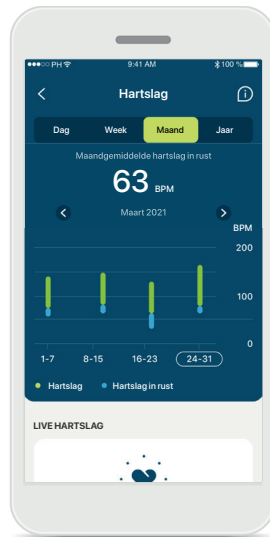 PH 9:41 AM 100 %
Hartslag
Dag Week Maand Jaar
Maandgemiddelde hartslag in rust
63 BPM
Maart 2021
BPM
200
100
0
1-7 8-15 16-23 24-31
Hartslag Hartslag in rust
LIVE HARTSLAG